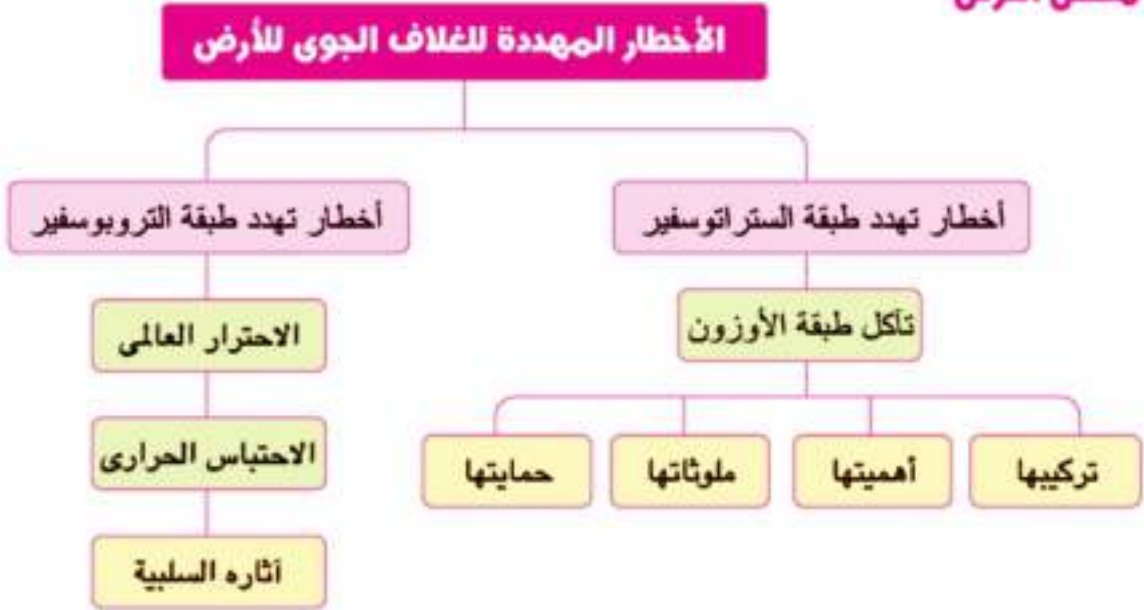 الأخطار المهددة للغلاف الجوى للأرض
أخطار تهدد طبقة الستراتوسفير
أخطار تهدد طبقة التروبوسفير
تآكل طبقة الأوزون
الاحترار العالمى
تركيبها
أهميتها
ملوثاتها
حمايتها
الاحتباس الحرارى
آثاره السلبية